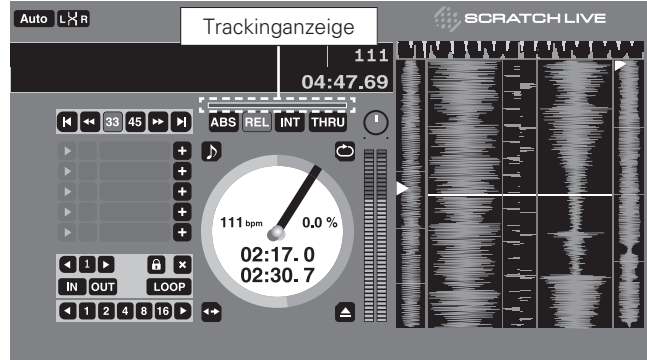 Auto L R
Trackinganzeige
SCRATCH LIVE
111
04:47.69
33 45
ABS REL INT THRU
111 bpm 0.0 %
02:17.0
02:30.7
1
IN OUT LOOP
1 2 4 8 16